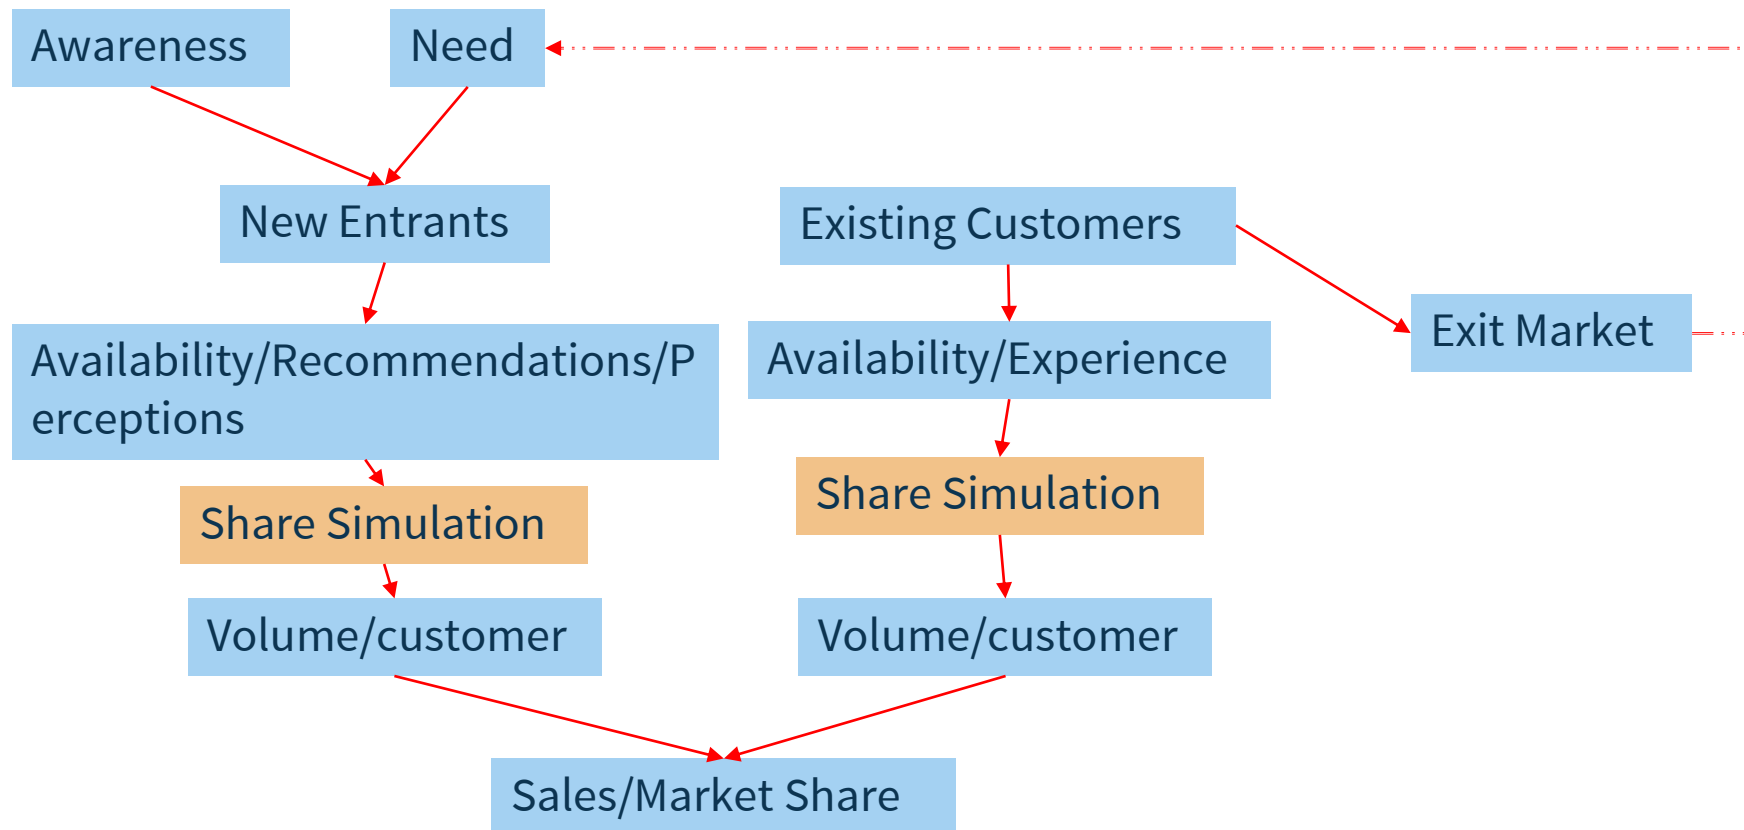 Awareness
Need
New Entrants
Existing Customers
Exit Market
Availability/Recommendations/P
erceptions
Availability/Experience
Share Simulation
Share Simulation
Volume/customer
Volume/customer
Sales/Market Share